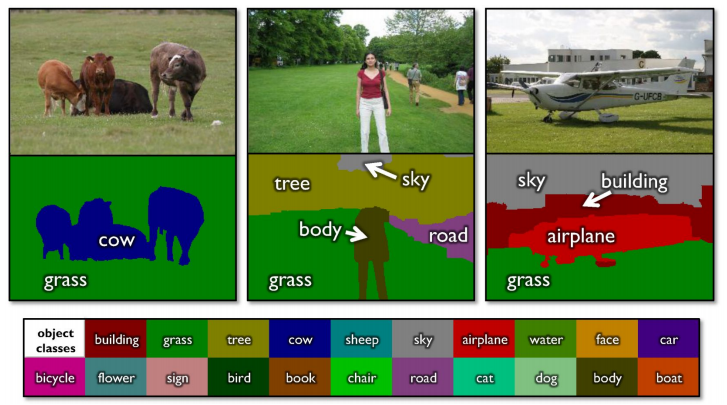 G-UFCB
tree
sky
sky
building
cow
body
road
airplane
grass
grass
grass
object classes
building
grass
tree
cow
sheep
sky
airplane
water
face
car
bicycle
flower
sign
bird
book
chair
road
cat
dog
body
boat